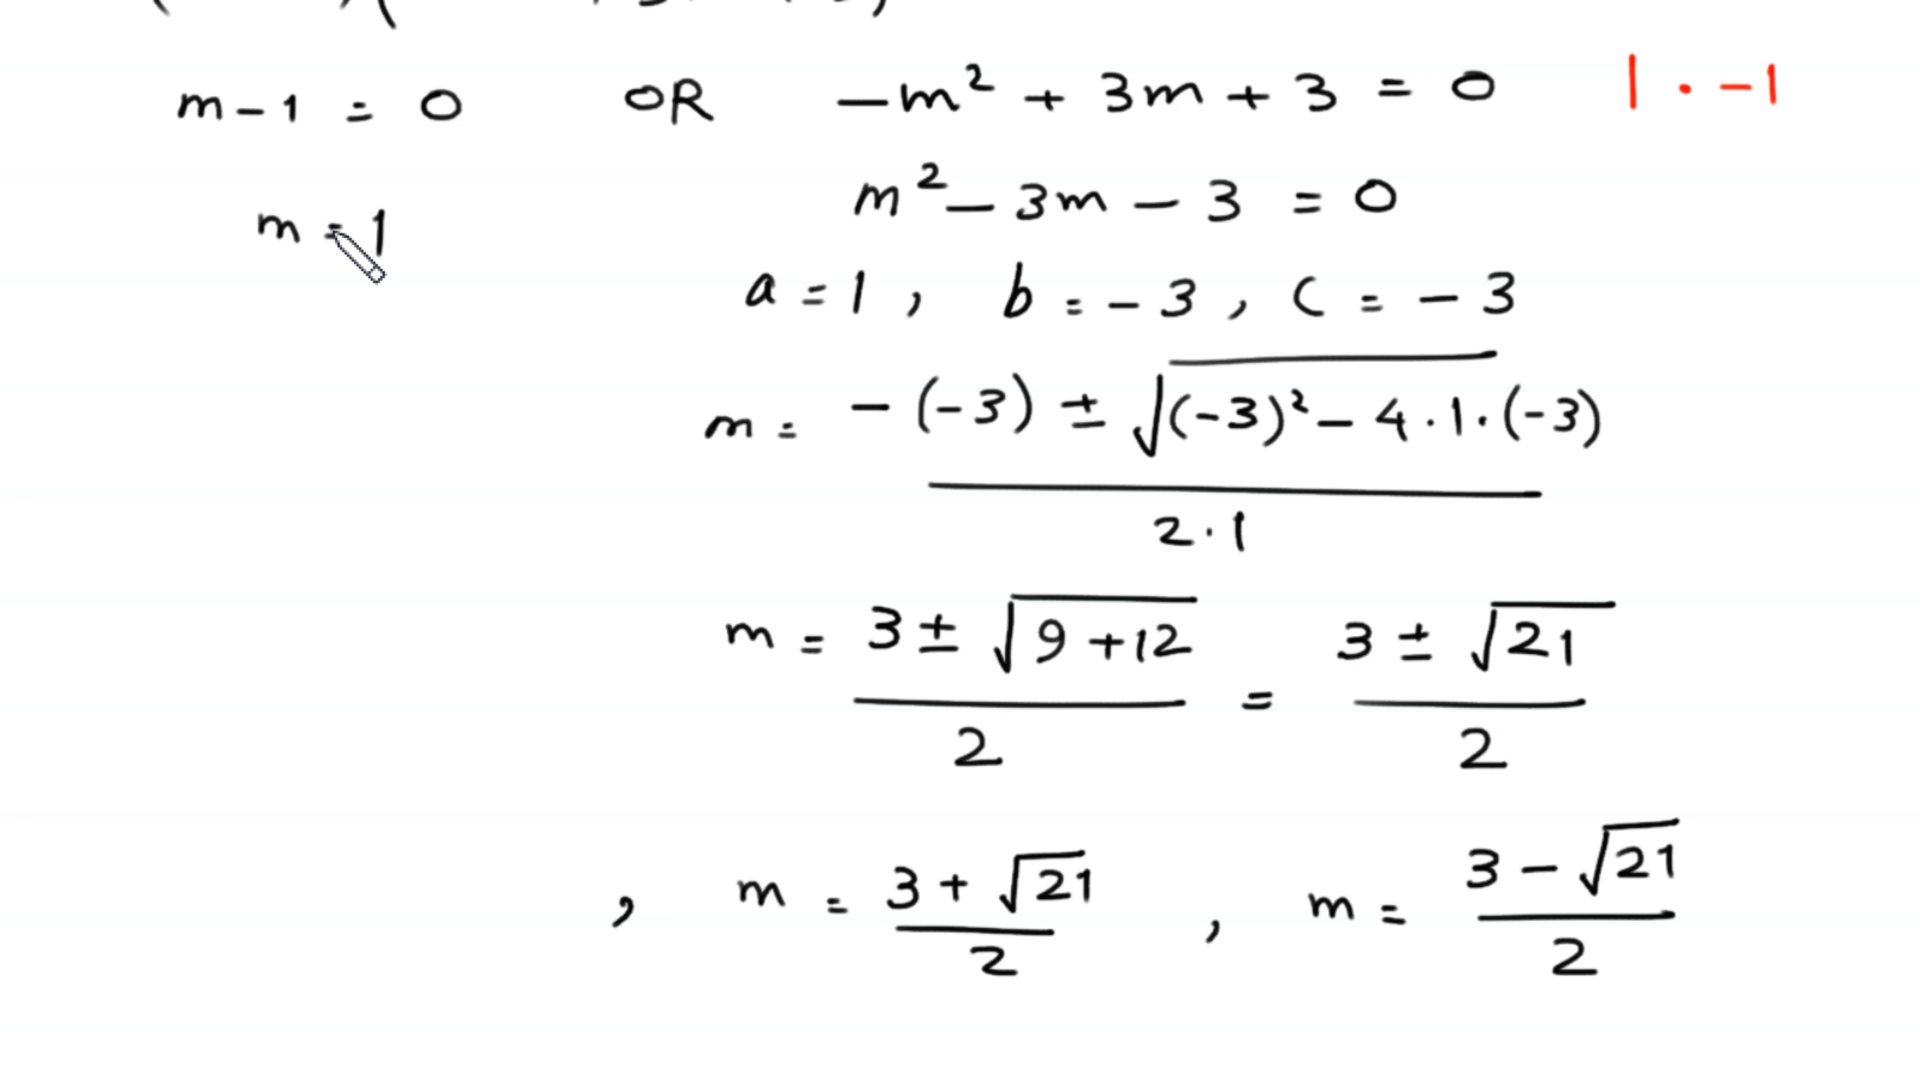 m - 1 = 0 OR -m² + 3m + 3 = 0 | · -1
m = 1 m² - 3m - 3 = 0
a = 1 , b = -3 , c = -3
m = (-(-3) ± √((-3)² - 4·1·(-3))) / (2·1)
m = (3 ± √(9 + 12)) / 2 = (3 ± √21) / 2
, m = (3 + √21) / 2 , m = (3 - √21) / 2